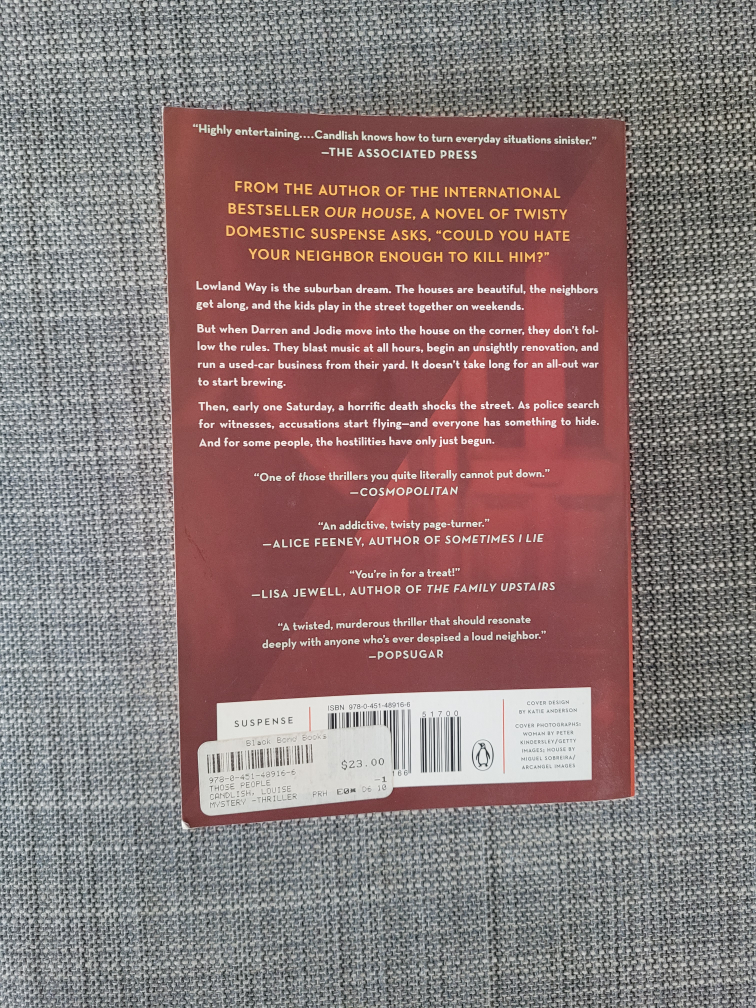 “Highly entertaining....Candlish knows how to turn everyday situations sinister.”
—THE ASSOCIATED PRESS
FROM THE AUTHOR OF THE INTERNATIONAL
BESTSELLER OUR HOUSE, A NOVEL OF TWISTY
DOMESTIC SUSPENSE ASKS, “COULD YOU HATE
YOUR NEIGHBOR ENOUGH TO KILL HIM?”
Lowland Way is the suburban dream. The houses are beautiful, the neighbors
get along, and the kids play in the street together on weekends.
But when Darren and Jodie move into the house on the corner, they don’t fol-
low the rules. They blast music at all hours, begin an unsightly renovation, and
run a used-car business from their yard. It doesn’t take long for an all-out war
to start brewing.
Then, early one Saturday, a horrific death shocks the street. As police search
for witnesses, accusations start flying—and everyone has something to hide.
And for some people, the hostilities have only just begun.
“One of those thrillers you quite literally cannot put down.”
—COSMOPOLITAN
“An addictive, twisty page-turner.”
—ALICE FEENEY, AUTHOR OF SOMETIMES I LIE
“You’re in for a treat!”
—LISA JEWELL, AUTHOR OF THE FAMILY UPSTAIRS
“A twisted, murderous thriller that should resonate
deeply with anyone who’s ever despised a loud neighbor.”
—POPSUGAR
SUSPENSE
ISBN 978-0-451-48916-6
51700
166
COVER DESIGN
BY KATIE ANDERSON
COVER PHOTOGRAPHS:
WOMAN BY PETER
KINDERSLEY/GETTY
IMAGES; HOUSE BY
MIGUEL SOBREIRA/
ARCANGEL IMAGES
Black Bond Books
$23.00
978-0-451-48916-6
-1
THOSE PEOPLE
CANDLISH, LOUISE
MYSTERY -THRILLER PRH 06 10